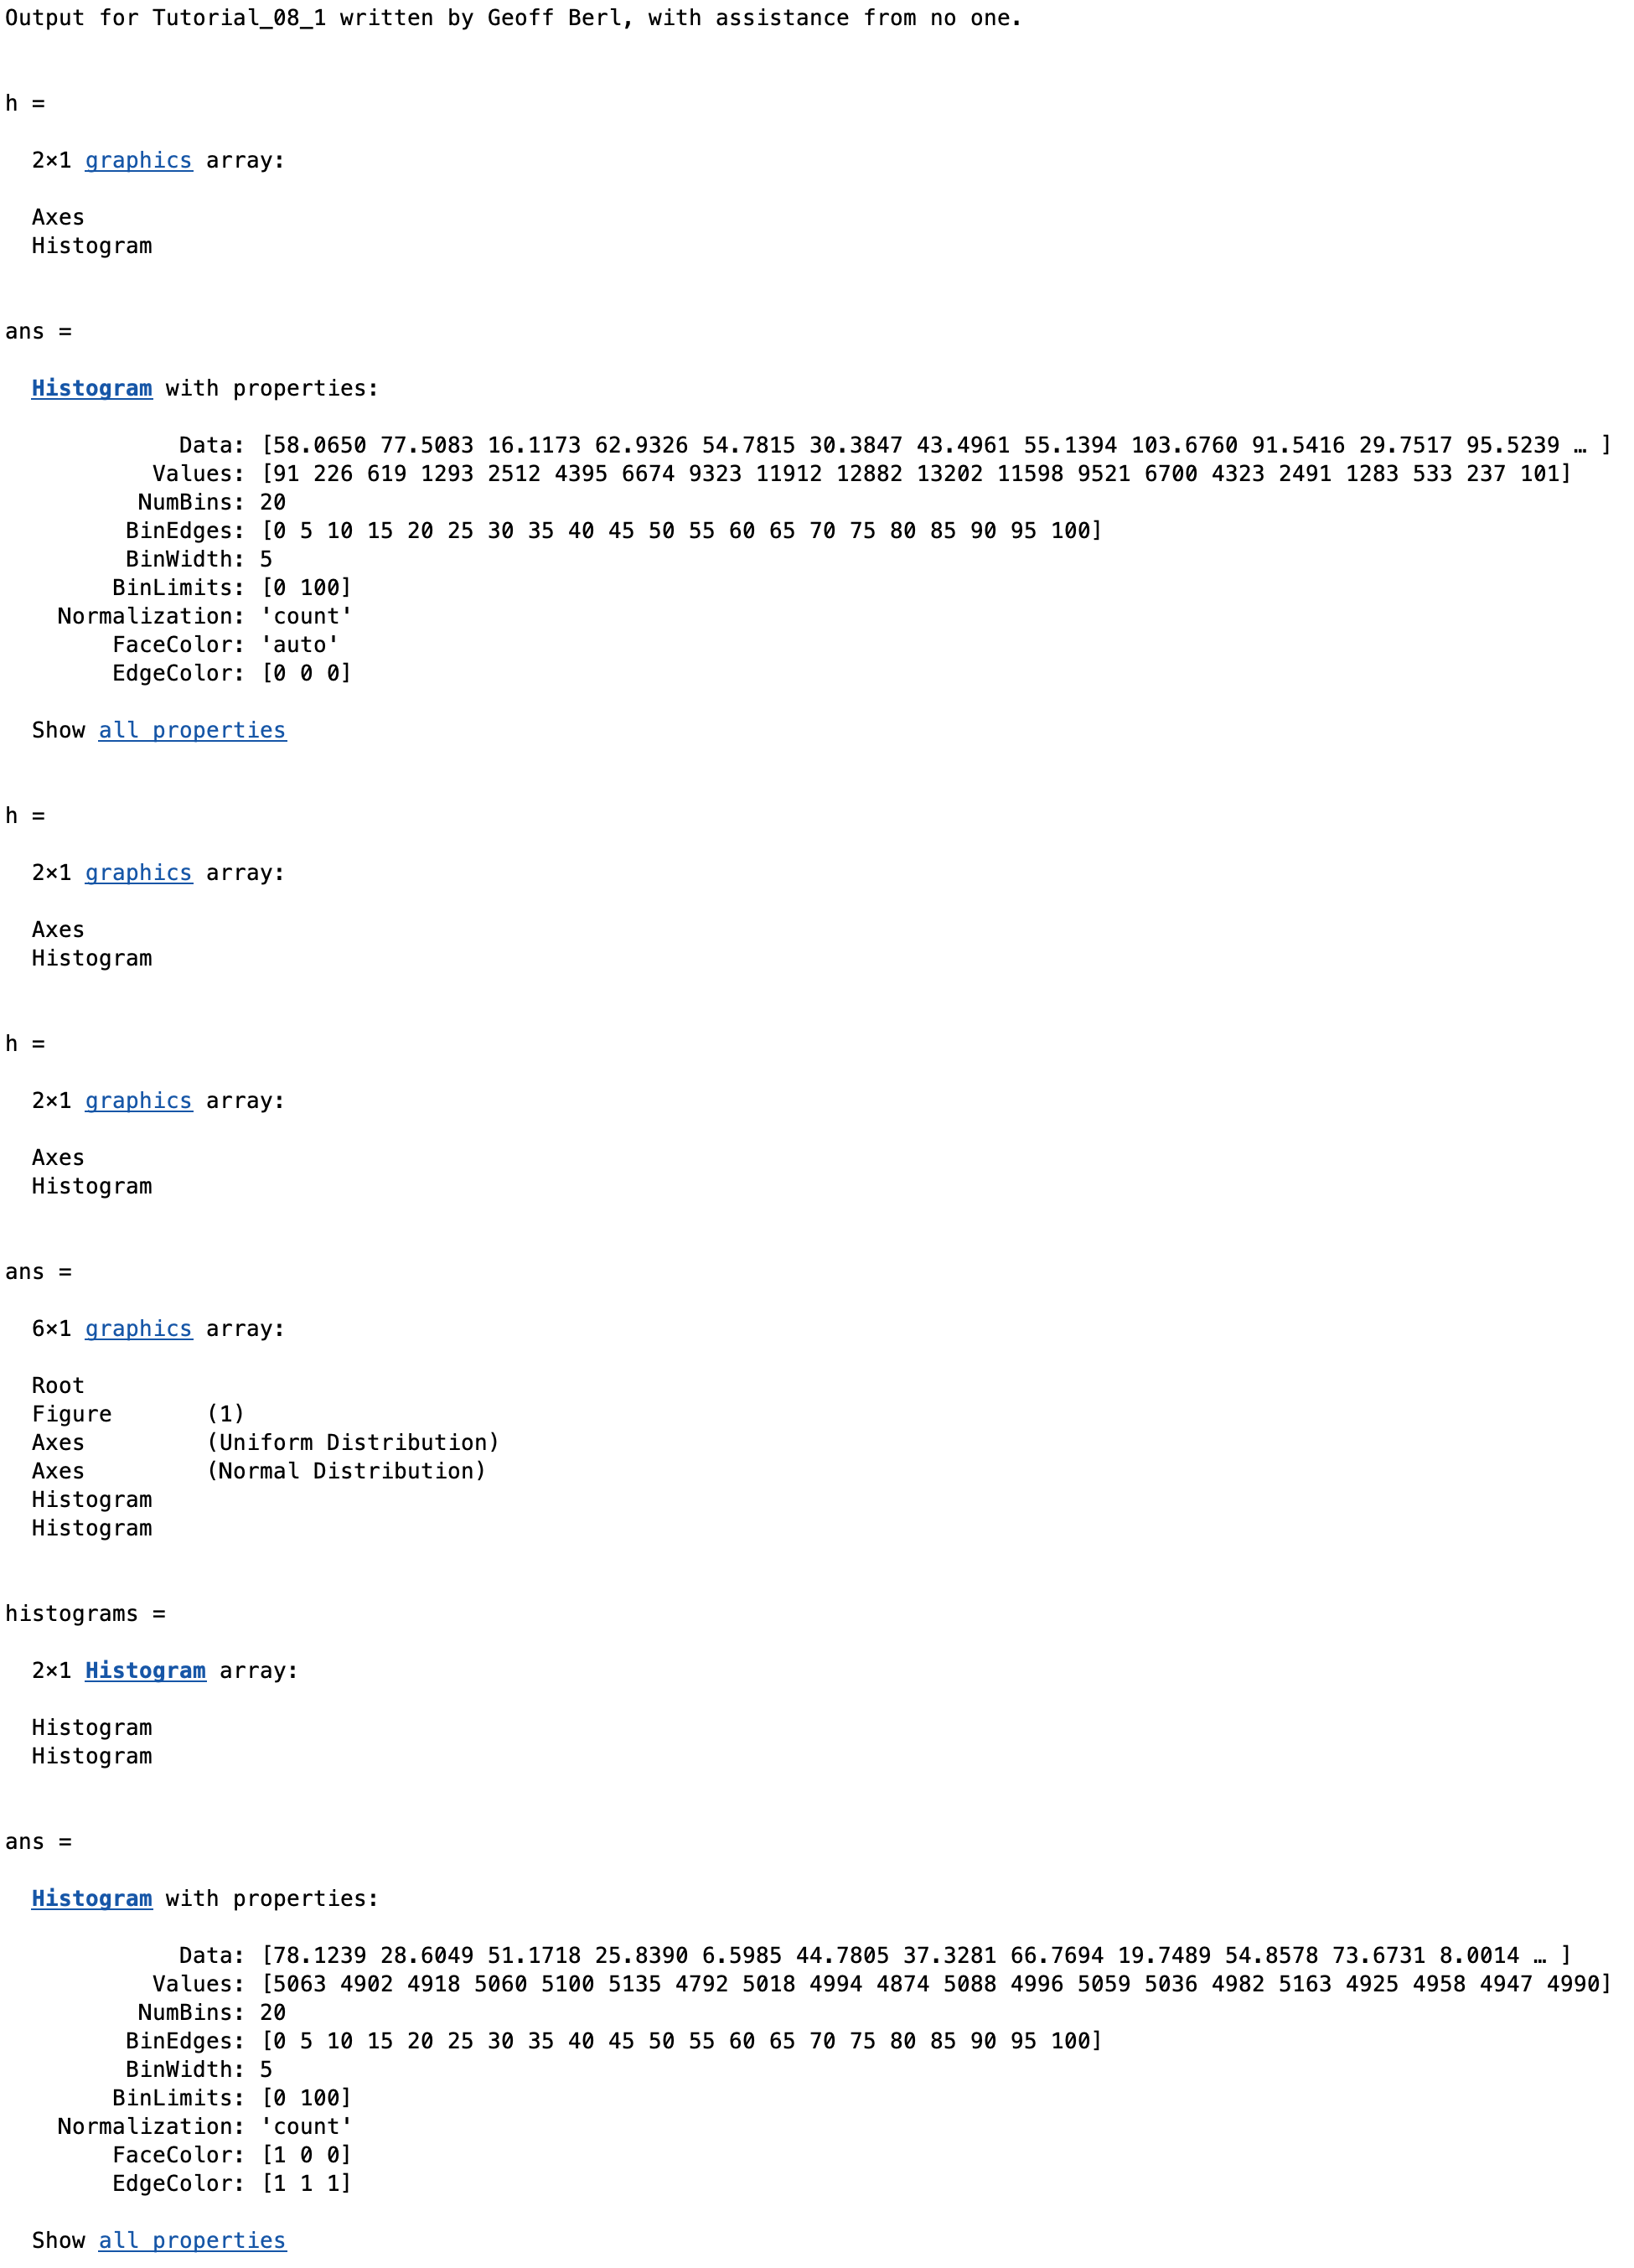 Output for Tutorial_08_1 written by Geoff Berl, with assistance from no one.
h =
2×1 graphics array:
Axes
Histogram
ans =
Histogram with properties:
Data: [58.0650 77.5083 16.1173 62.9326 54.7815 30.3847 43.4961 55.1394 103.6760 91.5416 29.7517 95.5239 … ]
Values: [91 226 619 1293 2512 4395 6674 9323 11912 12882 13202 11598 9521 6700 4323 2491 1283 533 237 101]
NumBins: 20
BinEdges: [0 5 10 15 20 25 30 35 40 45 50 55 60 65 70 75 80 85 90 95 100]
BinWidth: 5
BinLimits: [0 100]
Normalization: 'count'
FaceColor: 'auto'
EdgeColor: [0 0 0]
Show all properties
h =
2×1 graphics array:
Axes
Histogram
h =
2×1 graphics array:
Axes
Histogram
ans =
6×1 graphics array:
Root
Figure (1)
Axes (Uniform Distribution)
Axes (Normal Distribution)
Histogram
Histogram
histograms =
2×1 Histogram array:
Histogram
Histogram
ans =
Histogram with properties:
Data: [78.1239 28.6049 51.1718 25.8390 6.5985 44.7805 37.3281 66.7694 19.7489 54.8578 73.6731 8.0014 … ]
Values: [5063 4902 4918 5060 5100 5135 4792 5018 4994 4874 5088 4996 5059 5036 4982 5163 4925 4958 4947 4990]
NumBins: 20
BinEdges: [0 5 10 15 20 25 30 35 40 45 50 55 60 65 70 75 80 85 90 95 100]
BinWidth: 5
BinLimits: [0 100]
Normalization: 'count'
FaceColor: [1 0 0]
EdgeColor: [1 1 1]
Show all properties